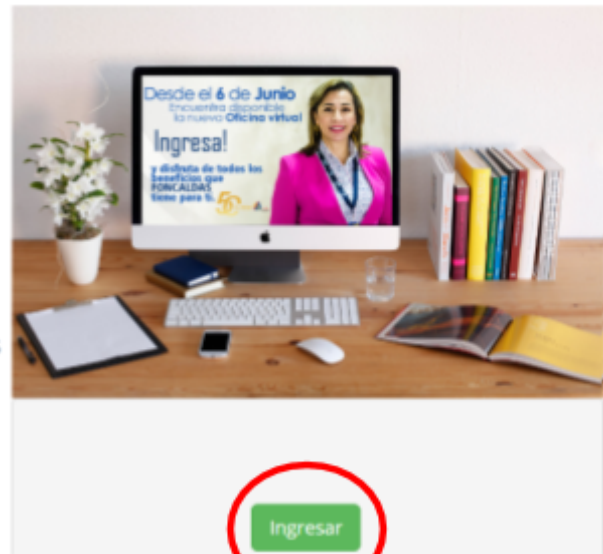 Desde el 6 de Junio
Encuentra disponible
la nueva Oficina virtual
Ingresa!
y disfruta de todos los
beneficios que
FONCALDAS
tiene para ti.
50
Ingresar